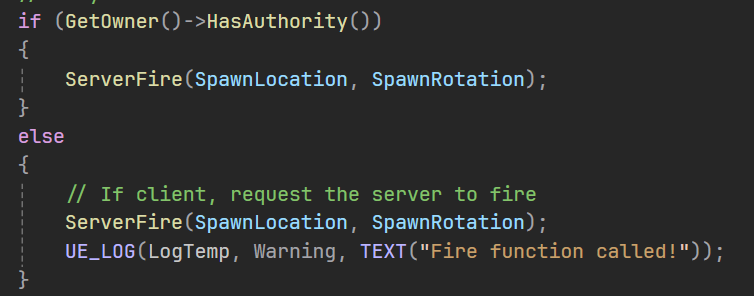 if (GetOwner()->HasAuthority())
{
    ServerFire(SpawnLocation, SpawnRotation);
}
else
{
    // If client, request the server to fire
    ServerFire(SpawnLocation, SpawnRotation);
    UE_LOG(LogTemp, Warning, TEXT("Fire function called!"));
}